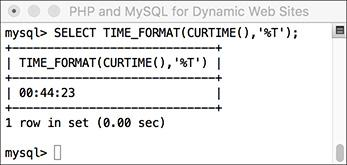 PHP and MySQL for Dynamic Web Sites
mysql> SELECT TIME_FORMAT(CURTIME(),'%T');
+-----------------------------+
| TIME_FORMAT(CURTIME(),'%T') |
+-----------------------------+
| 00:44:23                    |
+-----------------------------+
1 row in set (0.00 sec)
mysql>